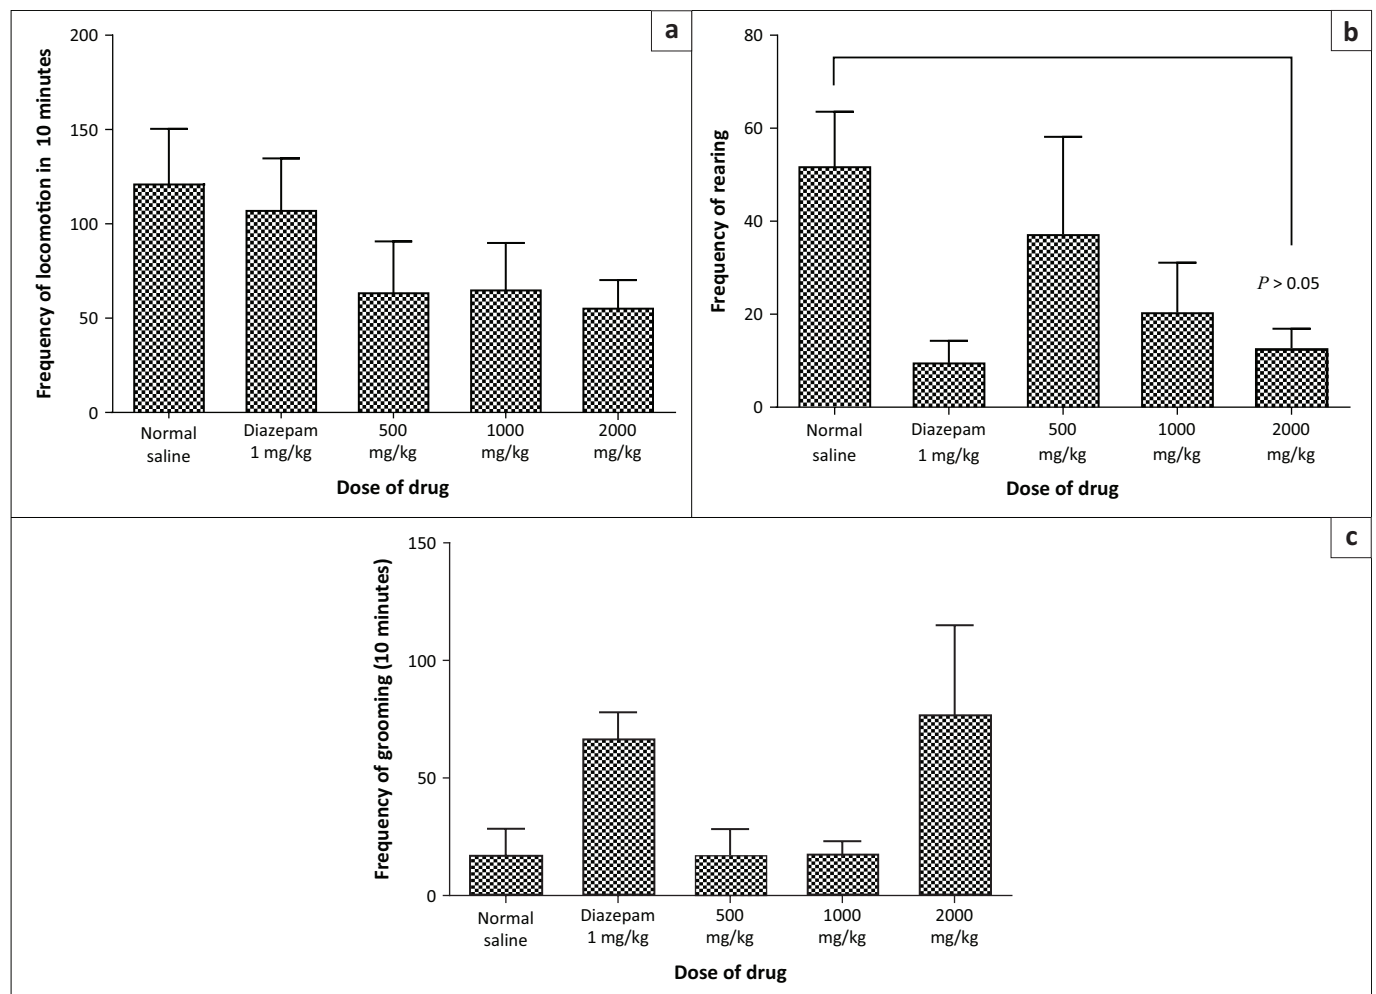 a
Frequency of locomotion in 10 minutes
200
150
100
50
0
Normal saline
Diazepam 1 mg/kg
500 mg/kg
1000 mg/kg
2000 mg/kg
Dose of drug
b
Frequency of rearing
80
60
40
20
0
P > 0.05
Normal saline
Diazepam 1 mg/kg
500 mg/kg
1000 mg/kg
2000 mg/kg
Dose of drug
c
Frequency of grooming (10 minutes)
150
100
50
0
Normal saline
Diazepam 1 mg/kg
500 mg/kg
1000 mg/kg
2000 mg/kg
Dose of drug